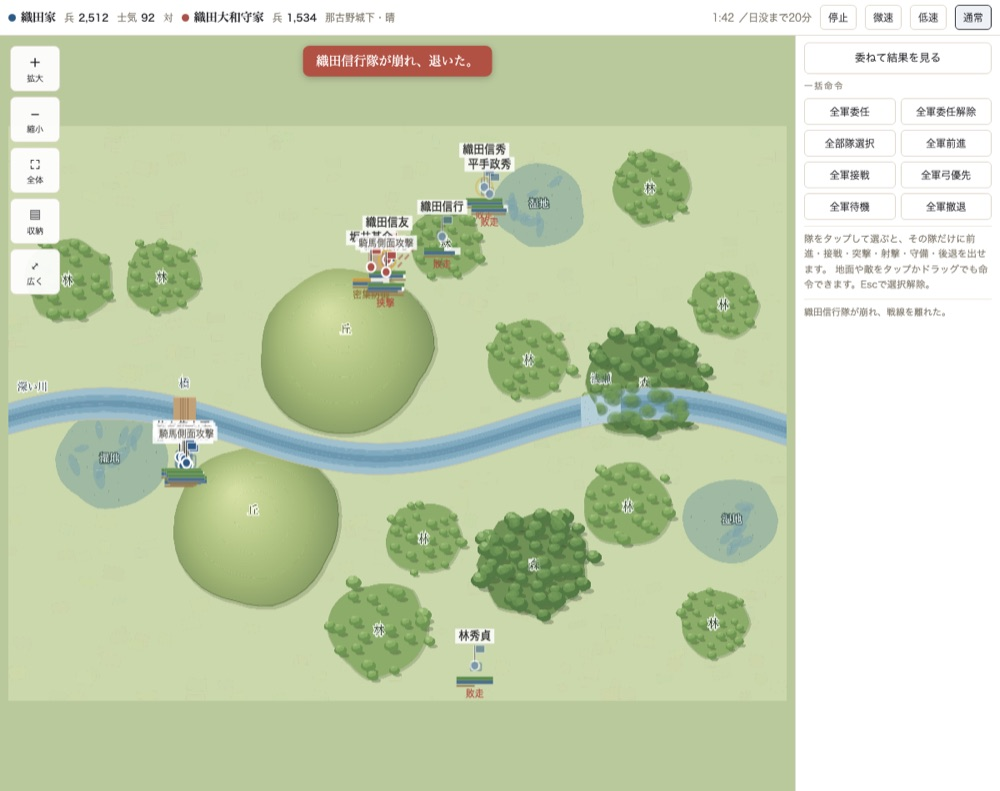 織田家 兵 2,512 士気 92 対 織田大和守家 兵 1,534 那古野城下・晴
1:42 ／日没まで20分
停止
微速
低速
通常
織田信行隊が崩れ、退いた。
拡大
縮小
全体
収納
広く
委ねて結果を見る
一括命令
全軍委任
全軍委任解除
全部隊選択
全軍前進
全軍接戦
全軍弓優先
全軍待機
全軍撤退
隊をタップして選ぶと、その隊だけに前
進・接戦・突撃・射撃・守備・後退を出せ
ます。 地面や敵をタップかドラッグでも命
令できます。Escで選択解除。
織田信行隊が崩れ、戦線を離れた。
織田信秀
平手政秀
敗走
湿地
林
織田信行
敗走
織田信友
騎馬側面攻撃
挟撃
林
林
丘
林
林
森
深い川
橋
騎馬側面攻撃
湿地
丘
林
林
湿地
森
林
林
林秀貞
敗走